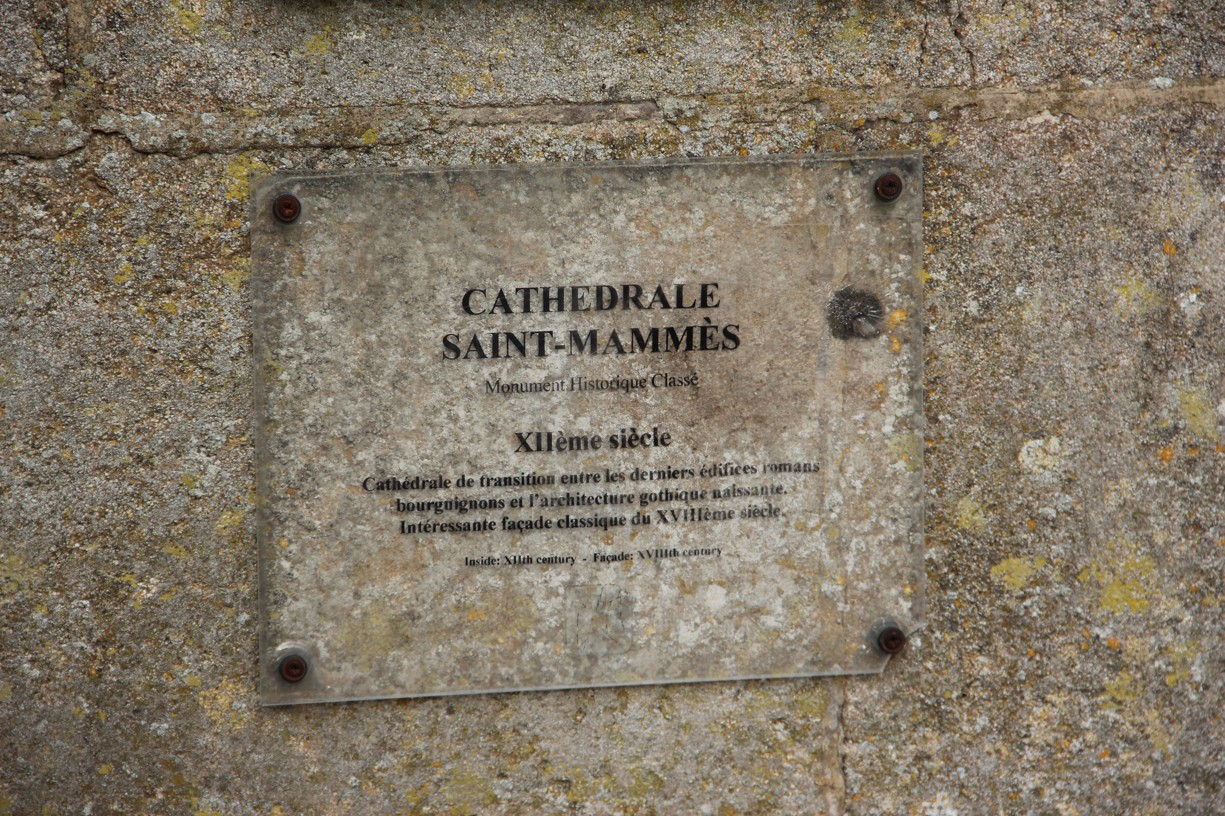 CATHEDRALE
SAINT-MAMMÈS
Monument Historique Classé
XIIème siècle
Cathédrale de transition entre les derniers édifices romans
bourguignons et l'architecture gothique naissante.
Intéressante façade classique du XVIIIème siècle.
Inside: XIIth century - Façade: XVIIIth century